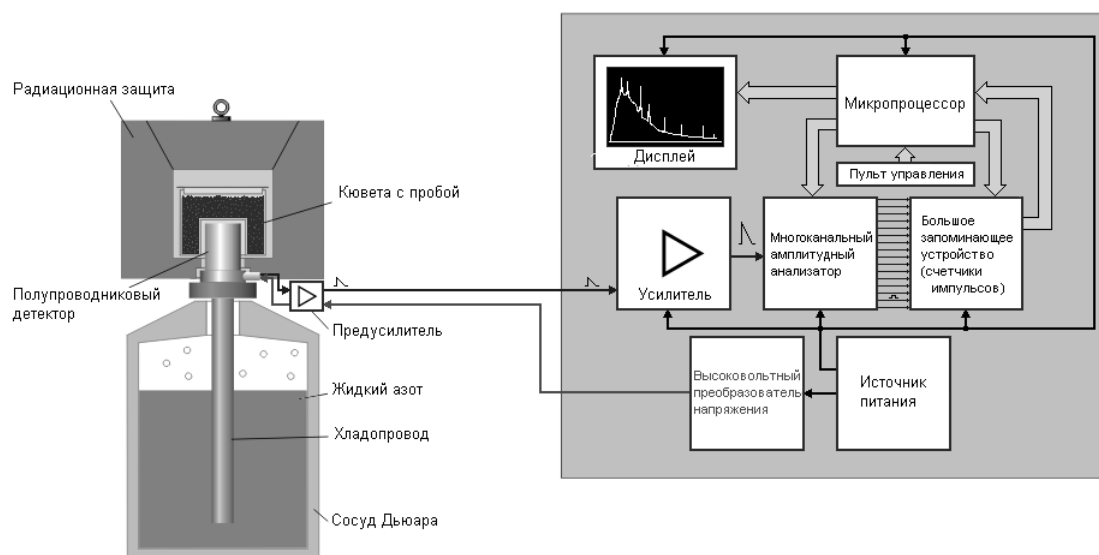 Радиационная защита
Кювета с пробой
Полупроводниковый
детектор
Предусилитель
Жидкий азот
Хладопровод
Сосуд Дьюара
Дисплей
Микропроцессор
Пульт управления
Усилитель
Многоканальный
амплитудный
анализатор
Большое
запоминающее
устройство
(счетчики
импульсов)
Высоковольтный
преобразователь
напряжения
Источник
питания